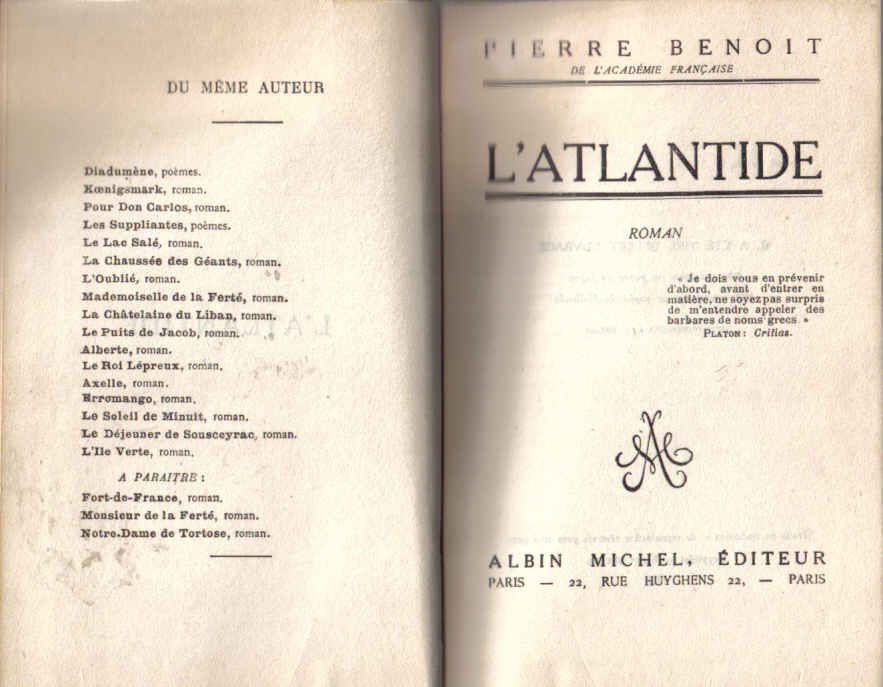 DU MÊME AUTEUR
Diadumène, poèmes.
Kœnigsmark, roman.
Pour Don Carlos, roman.
Les Suppliantes, poèmes.
Le Lac Salé, roman.
La Chaussée des Géants, roman.
L'Oublié, roman.
Mademoiselle de la Ferté, roman.
La Châtelaine du Liban, roman.
Le Puits de Jacob, roman.
Alberte, roman.
Le Roi Lépreux, roman.
Axelle, roman.
Erromango, roman.
Le Soleil de Minuit, roman.
Le Déjeuner de Sousceyrac, roman.
L'Ile Verte, roman.
A PARAITRE :
Fort-de-France, roman.
Monsieur de la Ferté, roman.
Notre-Dame de Tortose, roman.
PIERRE BENOIT
DE L'ACADÉMIE FRANÇAISE
L'ATLANTIDE
ROMAN
« Je dois vous en prévenir
d'abord, avant d'entrer en
matière, ne soyez pas surpris
de m'entendre appeler des
barbares de noms grecs. »
PLATON : Critias.
ALBIN MICHEL, ÉDITEUR
PARIS — 22, RUE HUYGHENS 22, — PARIS